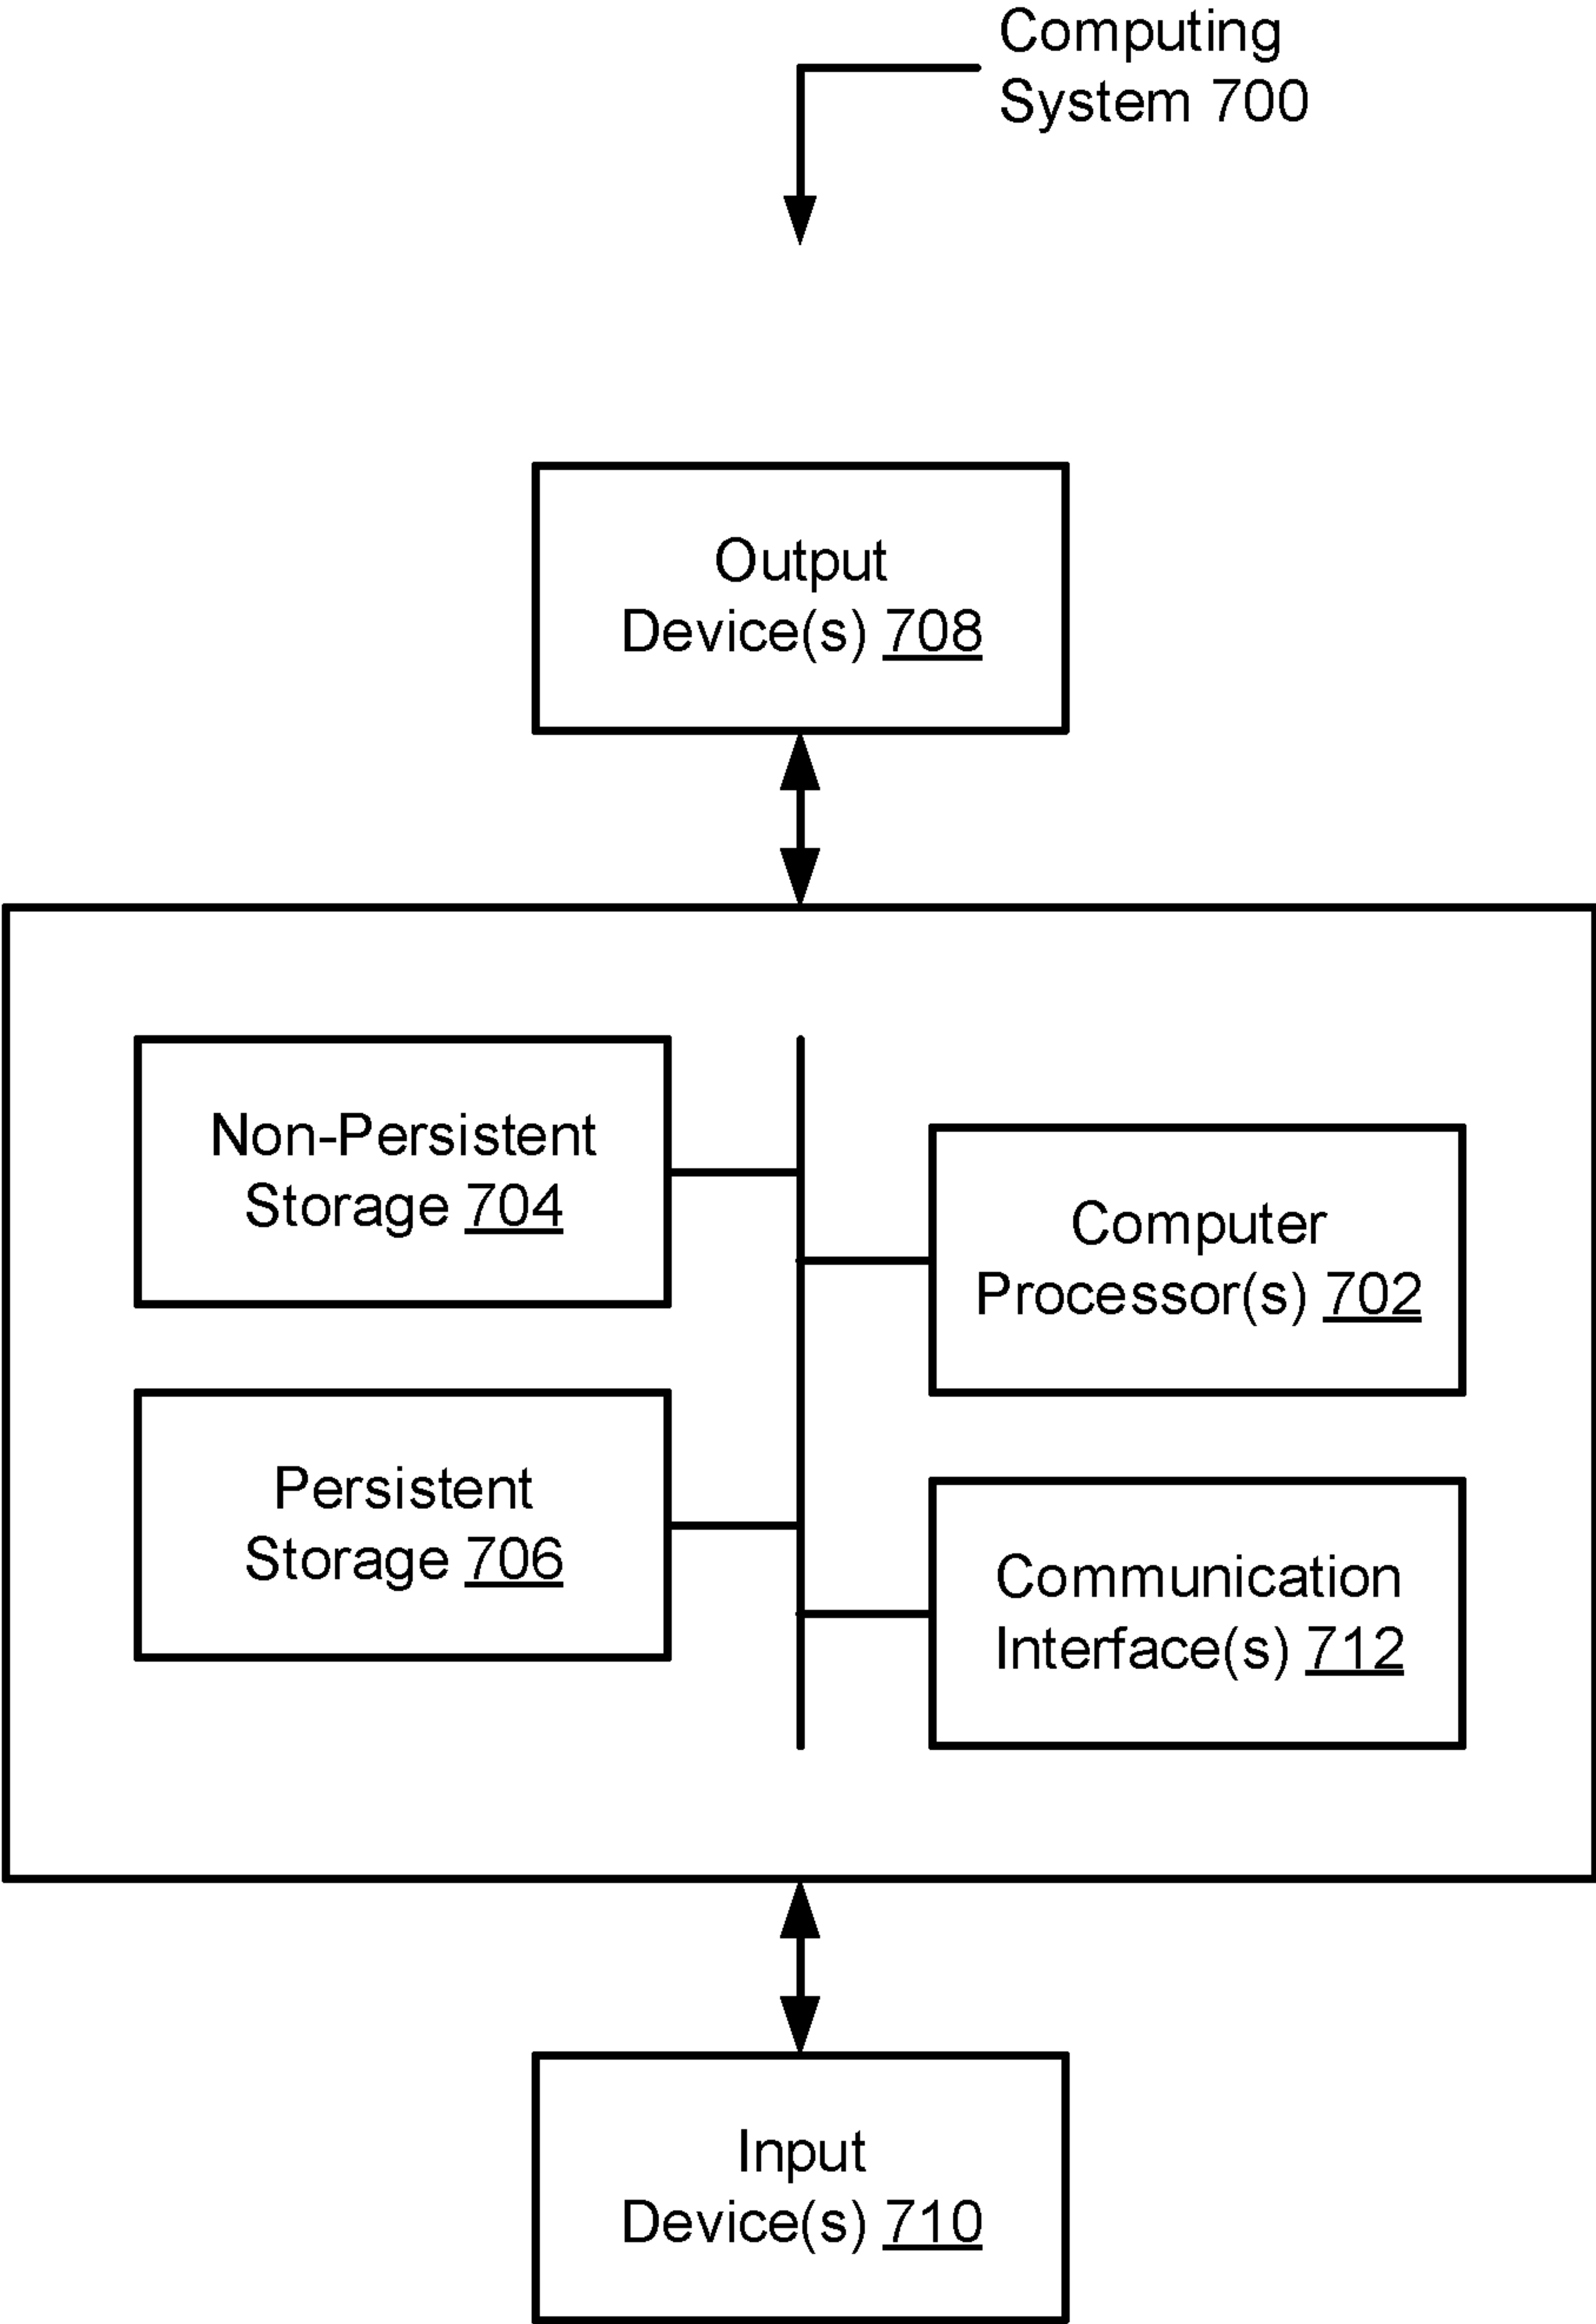 Computing
System 700
Output
Device(s) 708
Non-Persistent
Storage 704
Computer
Processor(s) 702
Persistent
Storage 706
Communication
Interface(s) 712
Input
Device(s) 710